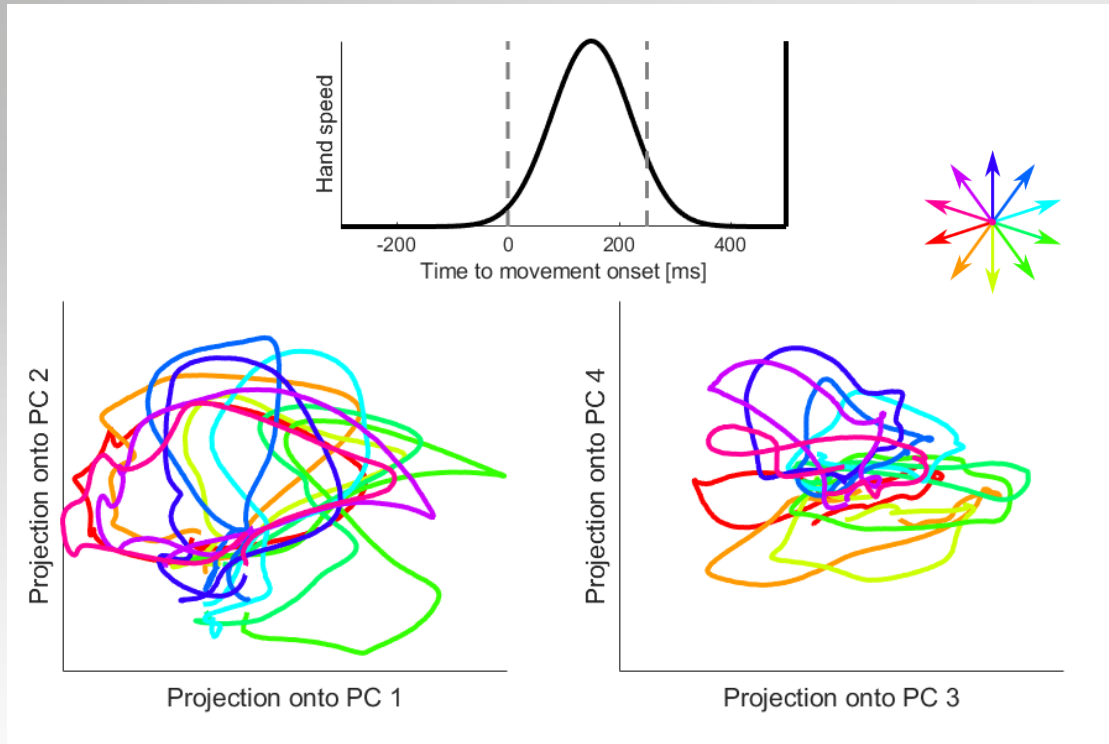 Hand speed
-200 0 200 400
Time to movement onset [ms]
Projection onto PC 2
Projection onto PC 1
Projection onto PC 4
Projection onto PC 3